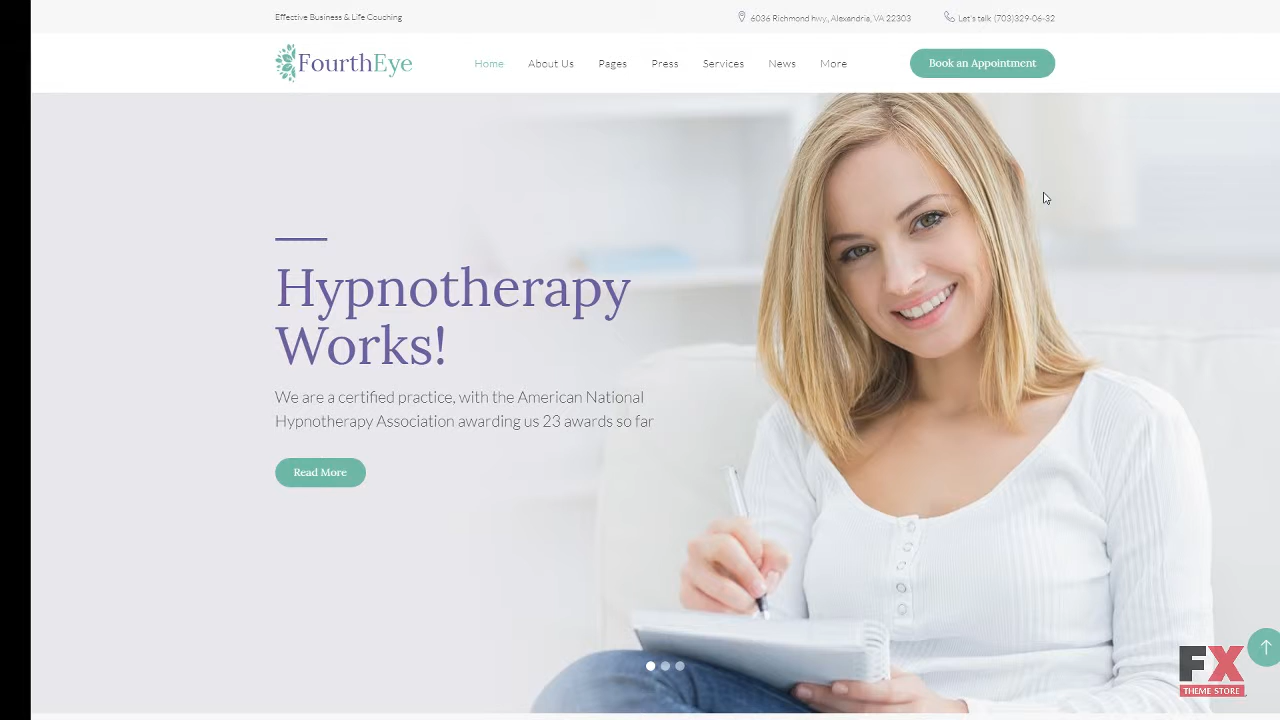 Effective Business & Life Couching
6036 Richmond hwy., Alexandria, VA 22303
Let's talk (703)329-06-32
FourthEye
Home About Us Pages Press Services News More
Book an Appointment
Hypnotherapy
Works!
We are a certified practice, with the American National
Hypnotherapy Association awarding us 23 awards so far
Read More
FX
THEME STORE